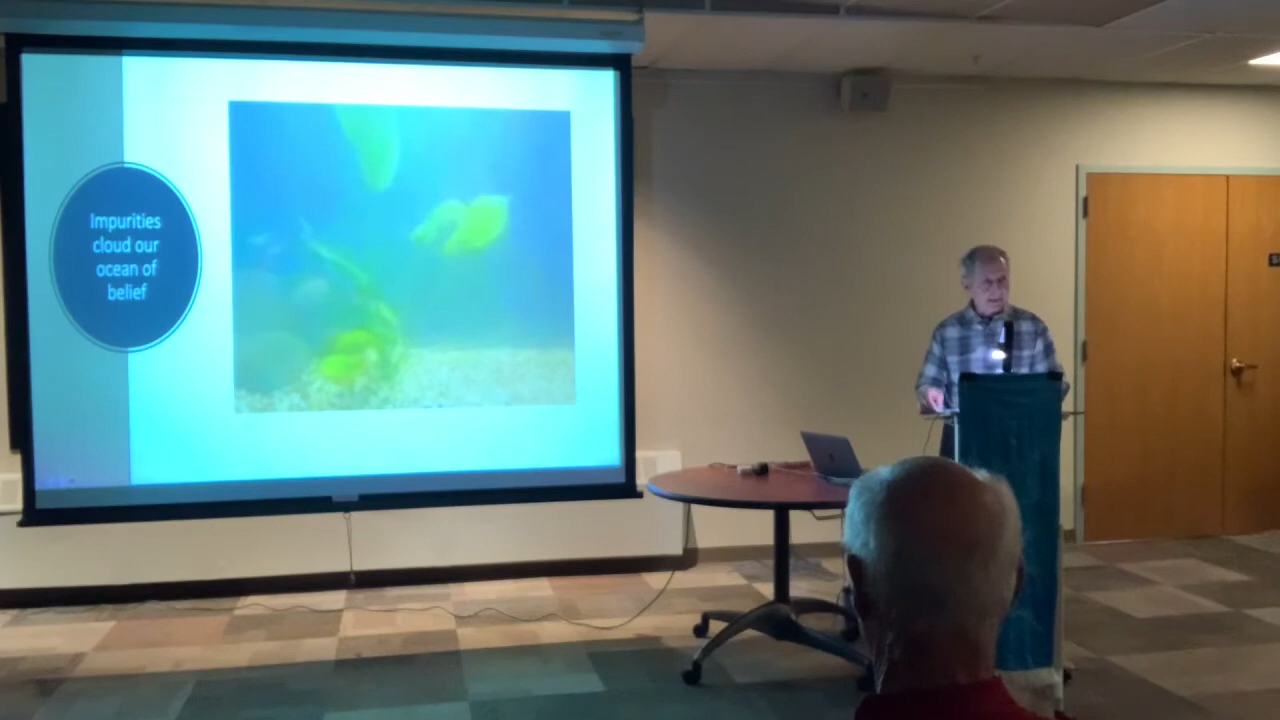 Impurities
cloud our
ocean of
belief